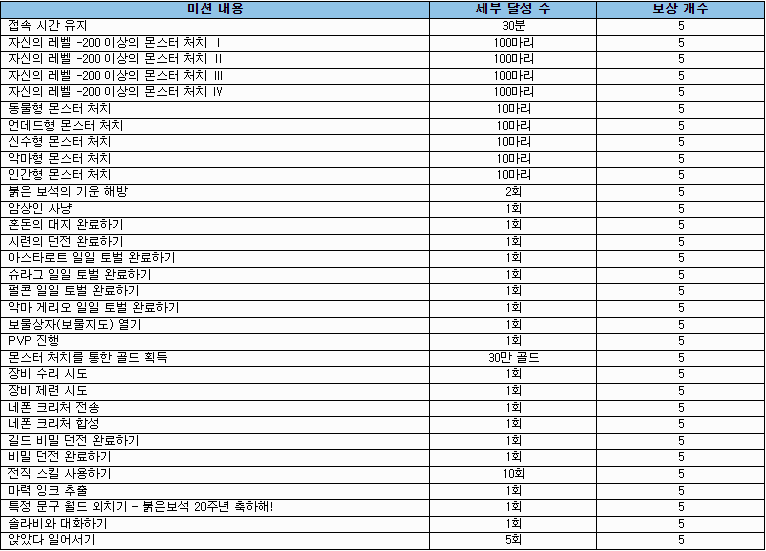 미션 내용 세부 달성 수 보상 개수
접속 시간 유지 30분 5
자신의 레벨 -200 이상의 몬스터 처치 Ⅰ 100마리 5
자신의 레벨 -200 이상의 몬스터 처치 Ⅱ 100마리 5
자신의 레벨 -200 이상의 몬스터 처치 Ⅲ 100마리 5
자신의 레벨 -200 이상의 몬스터 처치 Ⅳ 100마리 5
동물형 몬스터 처치 10마리 5
언데드형 몬스터 처치 10마리 5
신수형 몬스터 처치 10마리 5
악마형 몬스터 처치 10마리 5
인간형 몬스터 처치 10마리 5
붉은 보석의 기운 해방 2회 5
암상인 사냥 1회 5
혼돈의 대지 완료하기 1회 5
시련의 던전 완료하기 1회 5
아스타로트 일일 토벌 완료하기 1회 5
슈라그 일일 토벌 완료하기 1회 5
펄콘 일일 토벌 완료하기 1회 5
악마 게리오 일일 토벌 완료하기 1회 5
보물상자(보물지도) 열기 1회 5
PVP 진행 1회 5
몬스터 처치를 통한 골드 획득 30만 골드 5
장비 수리 시도 1회 5
장비 제련 시도 1회 5
네폰 크리처 전송 1회 5
네폰 크리처 합성 1회 5
길드 비밀 던전 완료하기 1회 5
비밀 던전 완료하기 1회 5
전직 스킬 사용하기 10회 5
마력 잉크 추출 1회 5
특정 문구 월드 외치기 - 붉은보석 20주년 축하해! 1회 5
솔라비와 대화하기 1회 5
앉았다 일어서기 5회 5